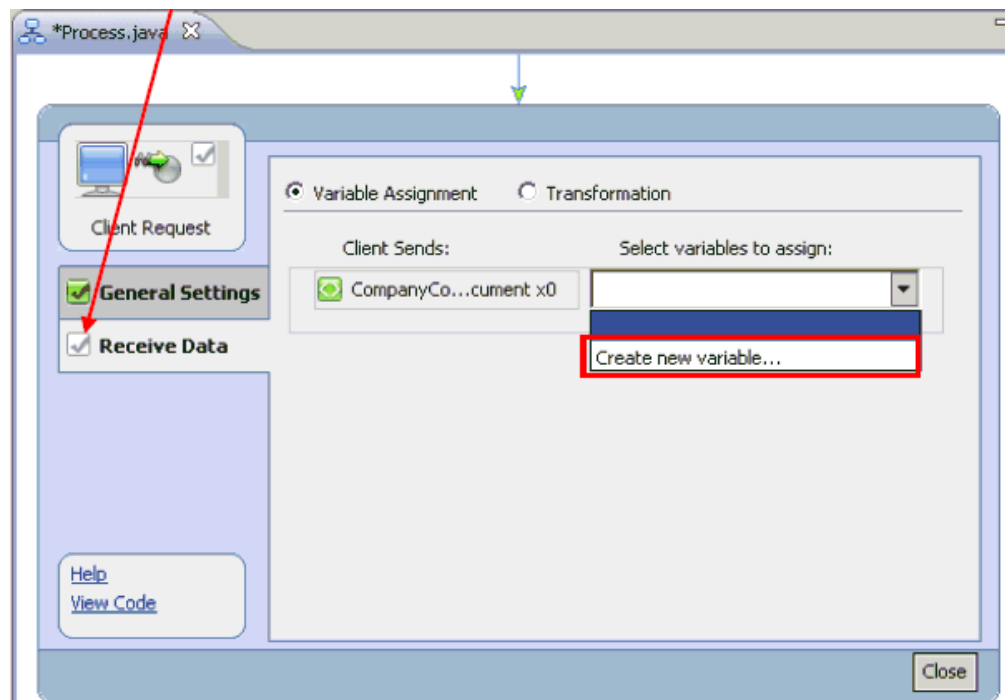 *Process.java
Client Request
Variable Assignment
Transformation
Client Sends:
Select variables to assign:
General Settings
CompanyCo...cument x0
Receive Data
Create new variable...
Help
View Code
Close